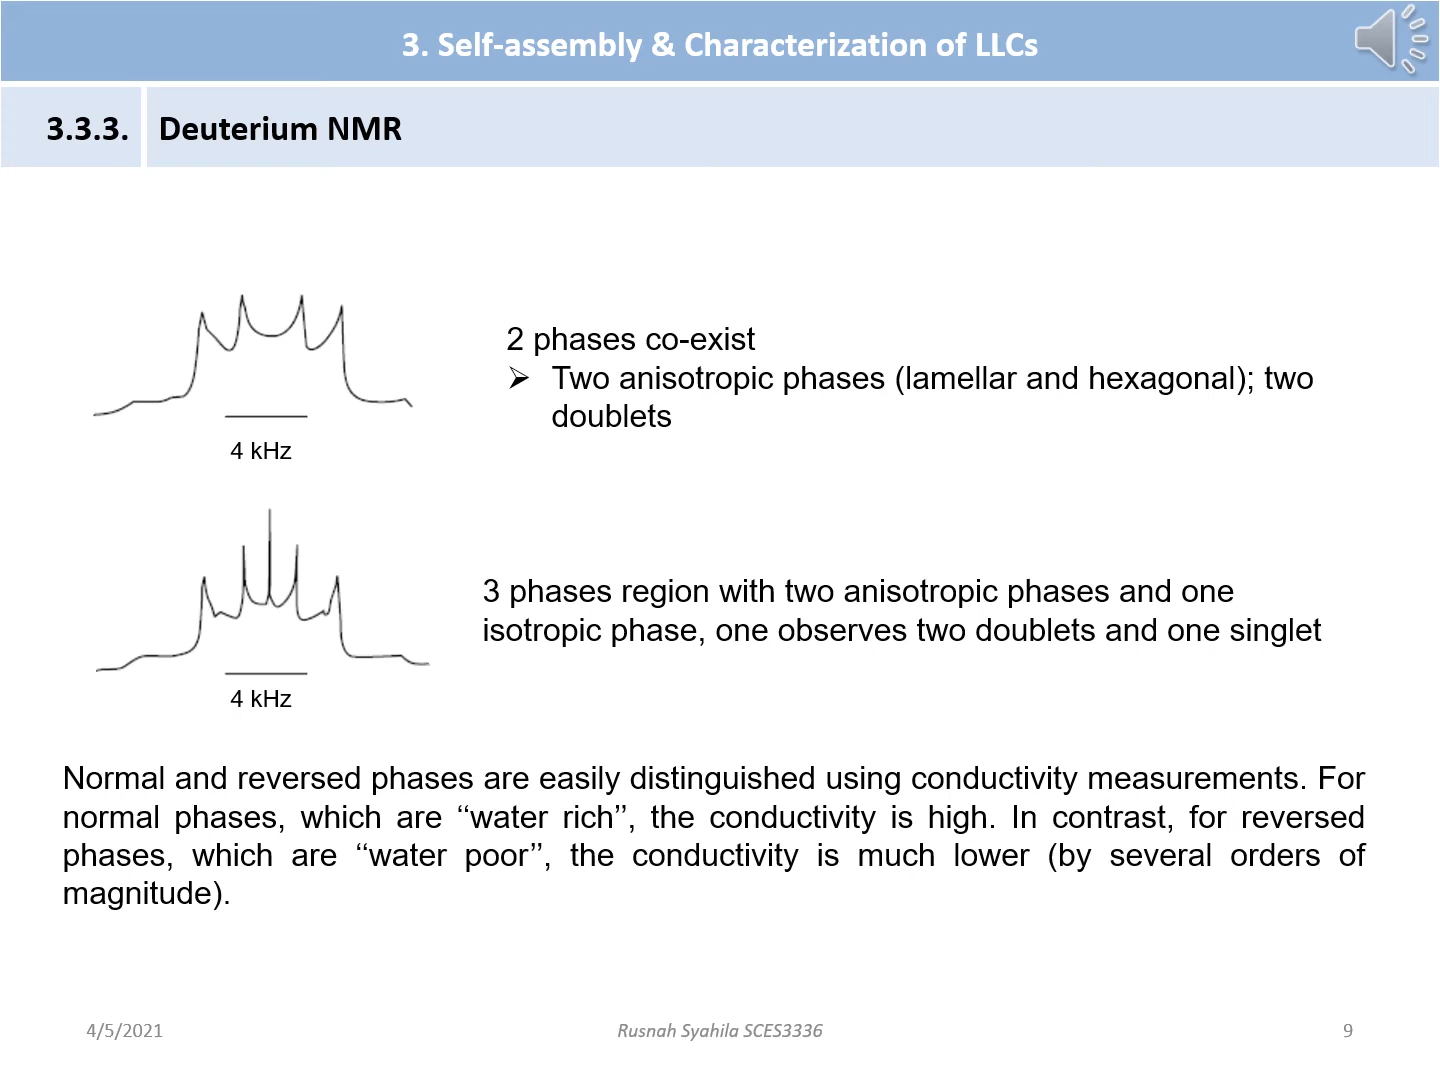 3. Self-assembly & Characterization of LLCs
3.3.3. Deuterium NMR
2 phases co-exist
➢ Two anisotropic phases (lamellar and hexagonal); two
doublets
4 kHz
3 phases region with two anisotropic phases and one
isotropic phase, one observes two doublets and one singlet
4 kHz
Normal and reversed phases are easily distinguished using conductivity measurements. For
normal phases, which are ‘‘water rich’’, the conductivity is high. In contrast, for reversed
phases, which are ‘‘water poor’’, the conductivity is much lower (by several orders of
magnitude).
4/5/2021
Rusnah Syahila SCES3336
9